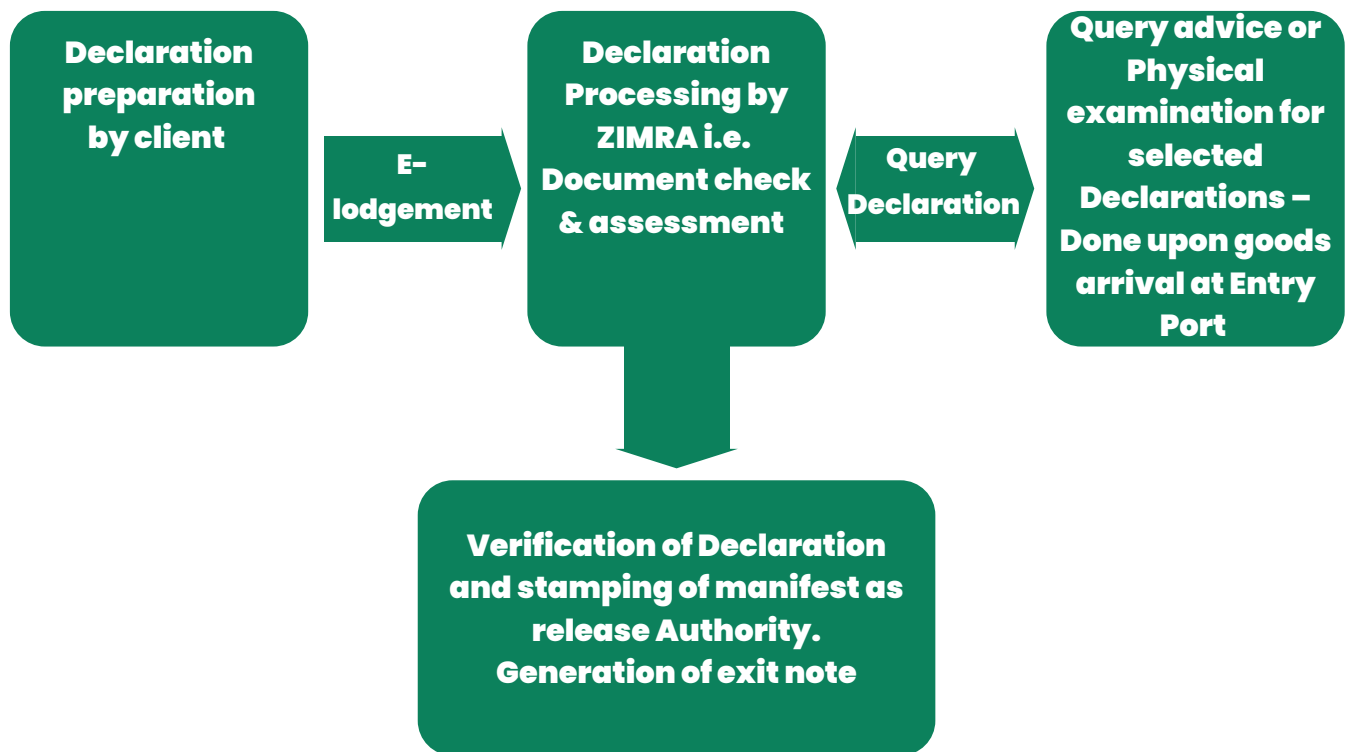 Declaration
preparation
by client
E-
lodgement
Declaration
Processing by
ZIMRA i.e.
Document check
& assessment
Query
Declaration
Query advice or
Physical
examination for
selected
Declarations –
Done upon goods
arrival at Entry
Port
Verification of Declaration
and stamping of manifest as
release Authority.
Generation of exit note